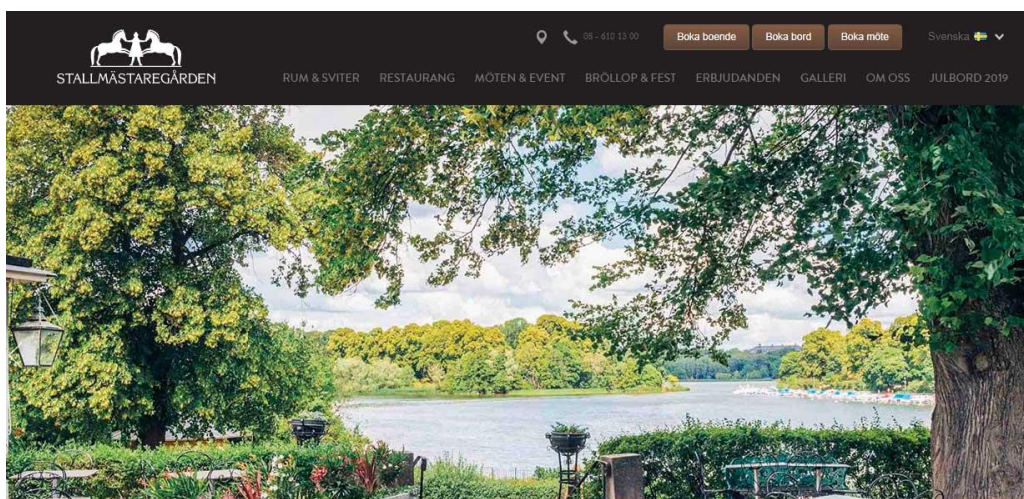 08 - 610 13 00 Boka boende Boka bord Boka möte Svenska
STALLMÄSTAREGÅRDEN
RUM & SVITER RESTAURANG MÖTEN & EVENT BRÖLLOP & FEST ERBJUDANDEN GALLERI OM OSS JULBORD 2019